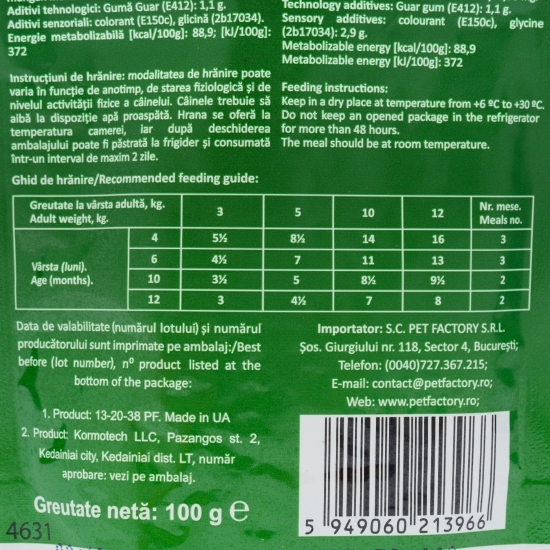 Aditivi tehnologici: Gumă Guar (E412): 1,1 g.
Aditivi senzoriali: colorant (E150c), glicină (2b17034).
Energie metabolizabilă [kcal/100g]: 88,9; [kJ/100g]:
372
Instrucțiuni de hrănire: modalitatea de hrănire poate
varia în funcție de anotimp, de starea fiziologică și de
nivelul activității fizice a câinelui. Câinele trebuie să
aibă la dispoziție apă proaspătă. Hrana se oferă la
temperatura camerei, iar după deschiderea
ambalajului poate fi păstrată la frigider și consumată
într-un interval de maxim 2 zile.
Technology additives: Guar gum (E412): 1,1 g.
Sensory additives: colourant (E150c), glycine
(2b17034): 2,9 g.
Metabolizable energy [kcal/100g]: 88,9
Metabolizable energy [kJ/100g]: 372
Feeding instructions:
Keep in a dry place at temperature from +6 ºC to +30 ºC.
Do not keep an opened package in the refrigerator
for more than 48 hours.
The meal should be at room temperature.
Ghid de hrănire/Recommended feeding guide:
Greutate la vârsta adultă, kg.
Adult weight, kg.
3 5 10 12
Nr. mese.
Meals no.
Vârsta (luni).
Age (months).
4 5½ 8½ 14 16 3
6 4½ 7 11 13 3
10 3½ 5 8½ 9½ 2
12 3 4½ 7 8 2
Data de valabilitate (numărul lotului) și numărul
producătorului sunt imprimate pe ambalaj:/Best
before (lot number), nº product listed at the
bottom of the package:
1. Product: 13-20-38 PF. Made in UA
2. Product: Kormotech LLC, Pazangos st. 2,
Kedainiai city, Kedainiai dist. LT, număr
aprobare: vezi pe ambalaj.
Greutate netă: 100 g e
4631
Importator: S.C. PET FACTORY S.R.L
Șos. Giurgiului nr. 118, Sector 4, București;
Telefon: (0040)727.367.215;
E-mail: contact@petfactory.ro;
Web: www.petfactory.ro;
5 949060 213966